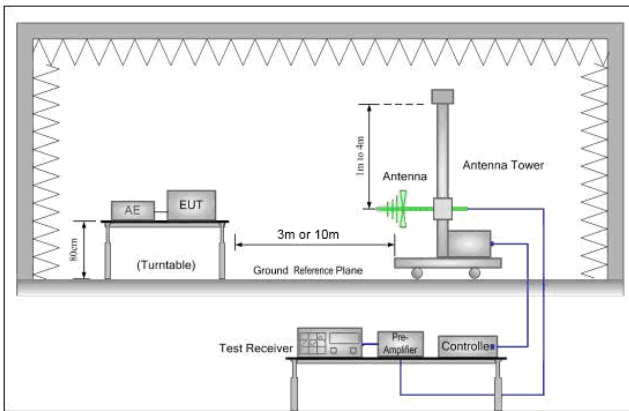 1m to 4m
Antenna
Antenna Tower
AE
EUT
80cm
(Turntable)
3m or 10m
Ground Reference Plane
Test Receiver
Pre-
Amplifier
Controller